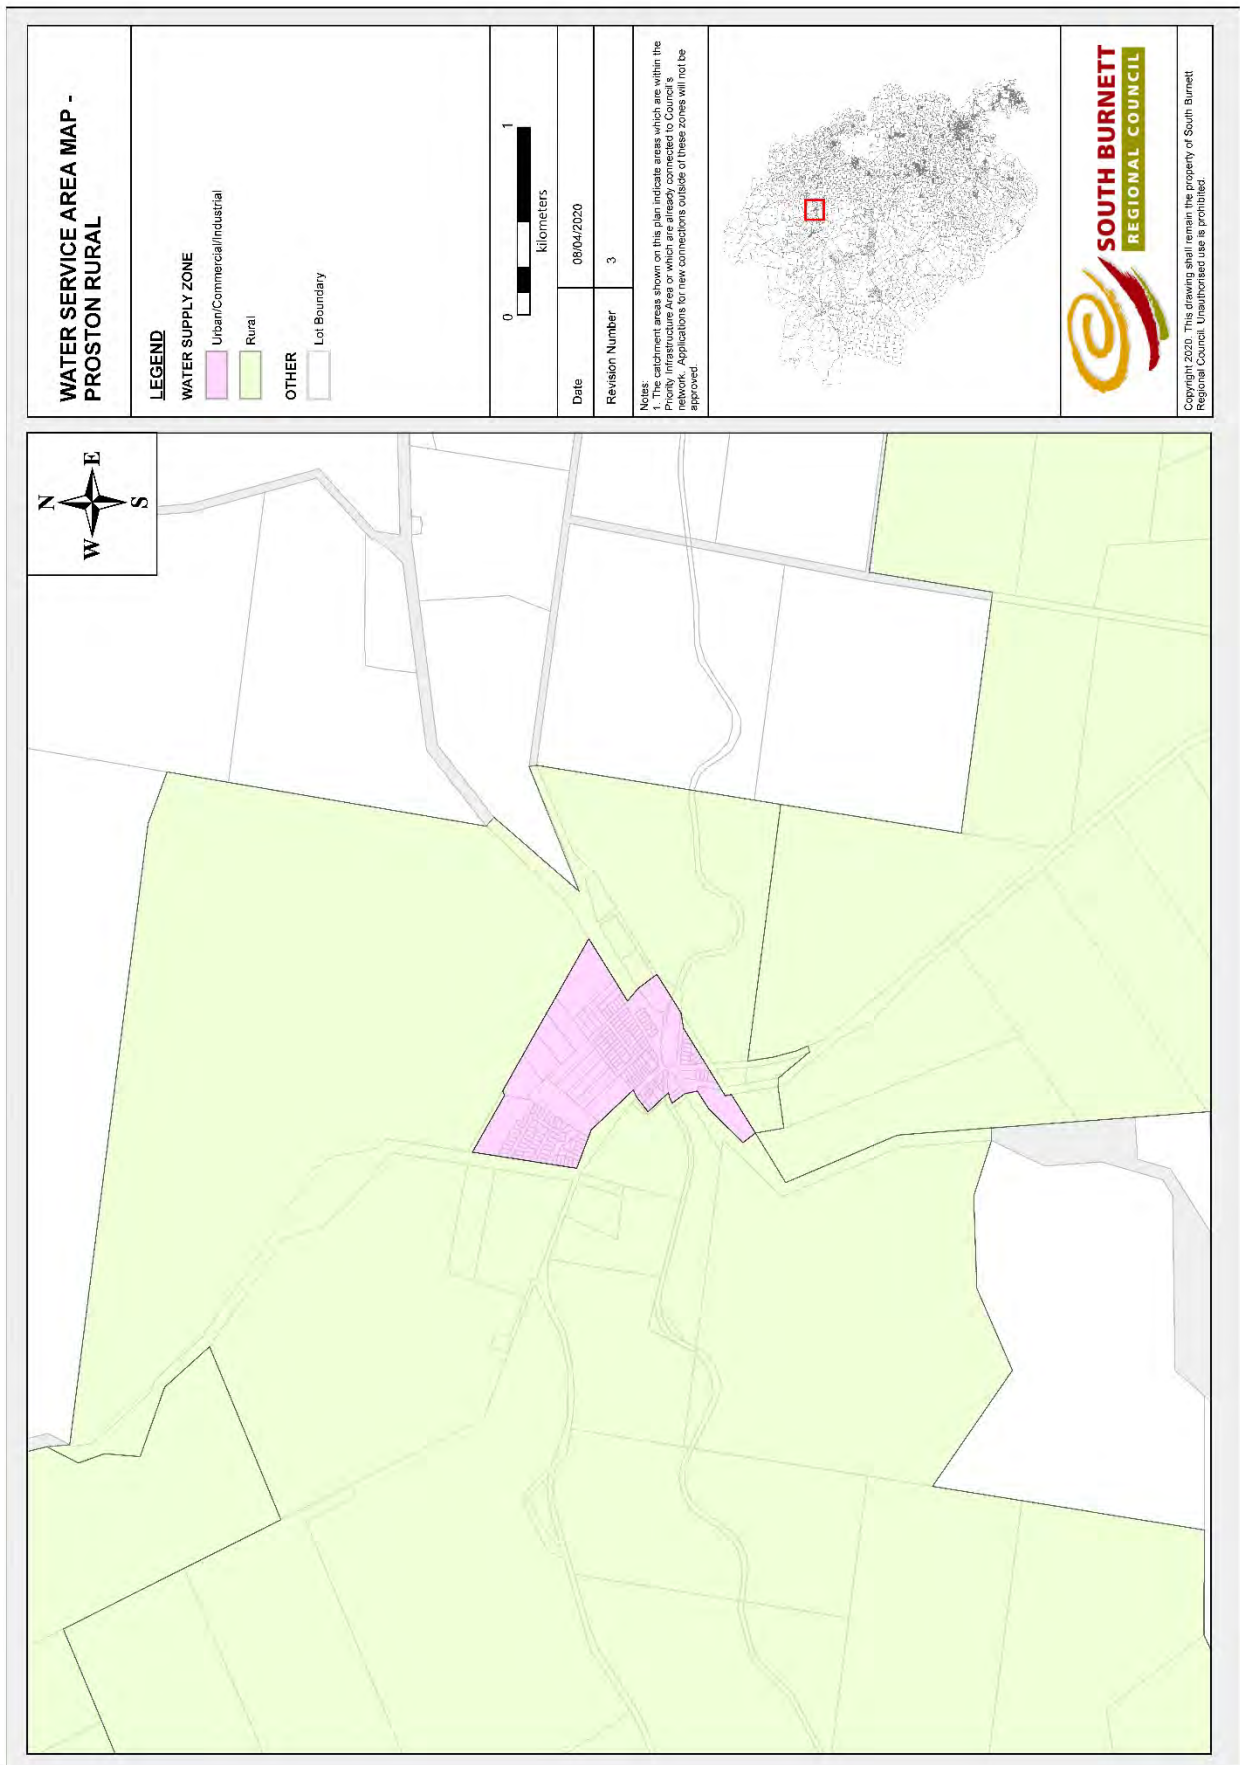 WATER SERVICE AREA MAP -
PROSTON RURAL
LEGEND
WATER SUPPLY ZONE
Urban/Commercial/Industrial
Rural
OTHER
Lot Boundary
0 1
kilometers
Date 08/04/2020
Revision Number 3
Notes:
1. The catchment areas shown on this plan indicate areas which are within the
Priority Infrastructure Area or which are already connected to Council's
network. Applications for new connections outside of these zones will not be
approved.
SOUTH BURNETT
REGIONAL COUNCIL
Copyright 2020. This drawing shall remain the property of South Burnett
Regional Council. Unauthorised use is prohibited.
N
W E
S